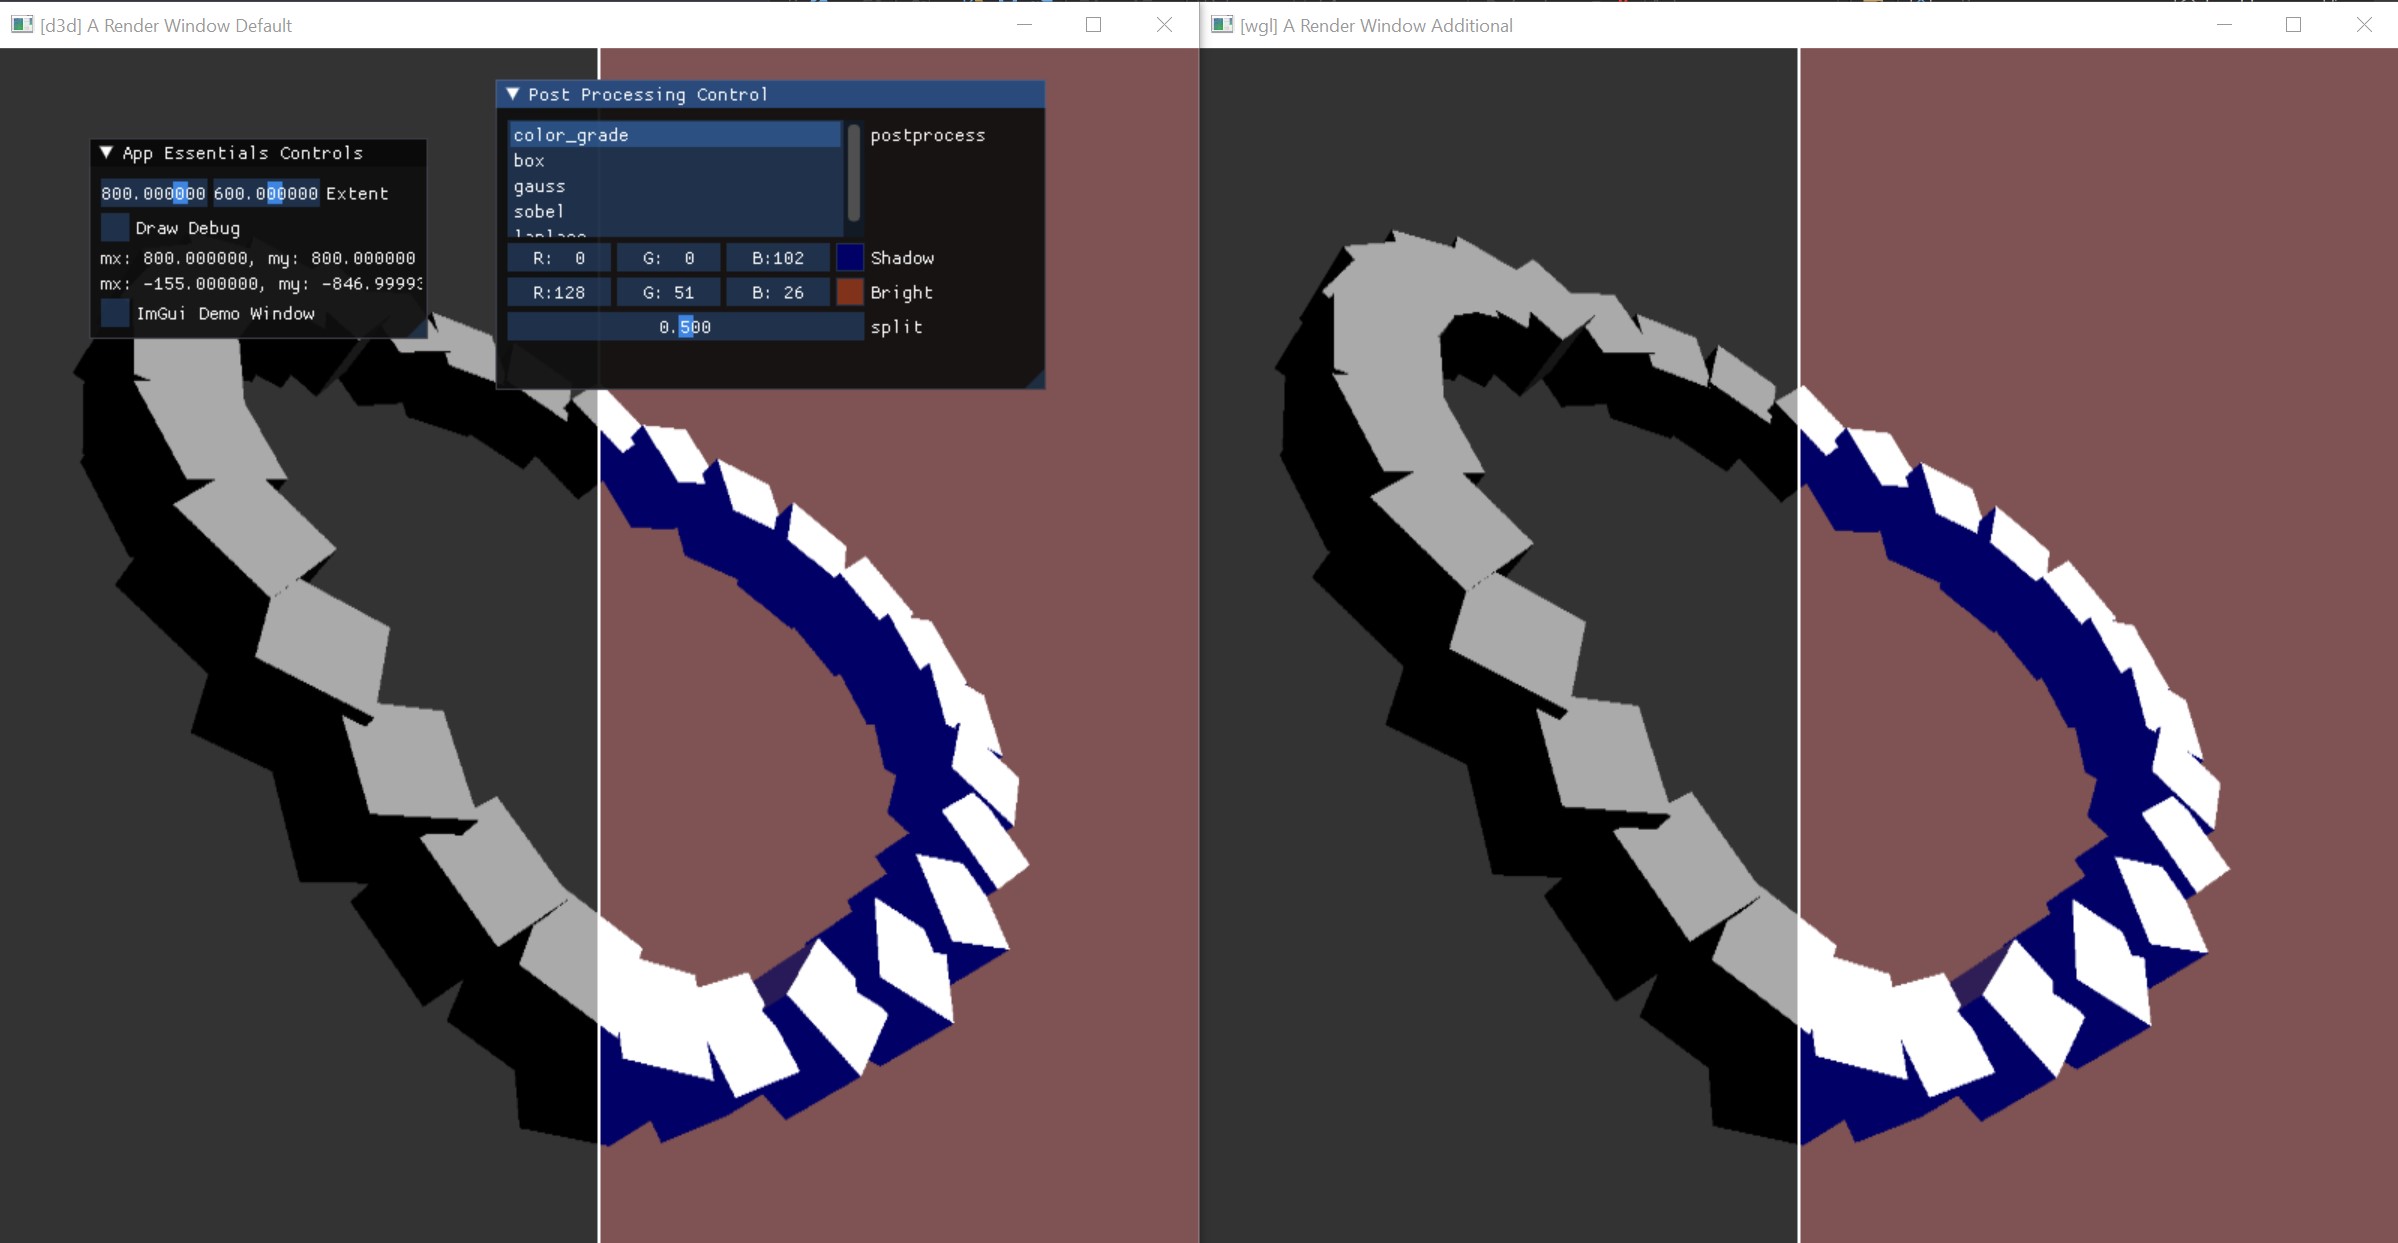 [d3d] A Render Window Default
[wgl] A Render Window Additional
Post Processing Control
color_grade
postprocess
box
gauss
sobel
R: 0 G: 0 B:102 Shadow
R:128 G: 51 B: 26 Bright
0.500 split
App Essentials Controls
800.000000 600.000000 Extent
Draw Debug
mx: 800.000000, my: 800.000000
mx: -155.000000, my: -846.9999
ImGui Demo Window